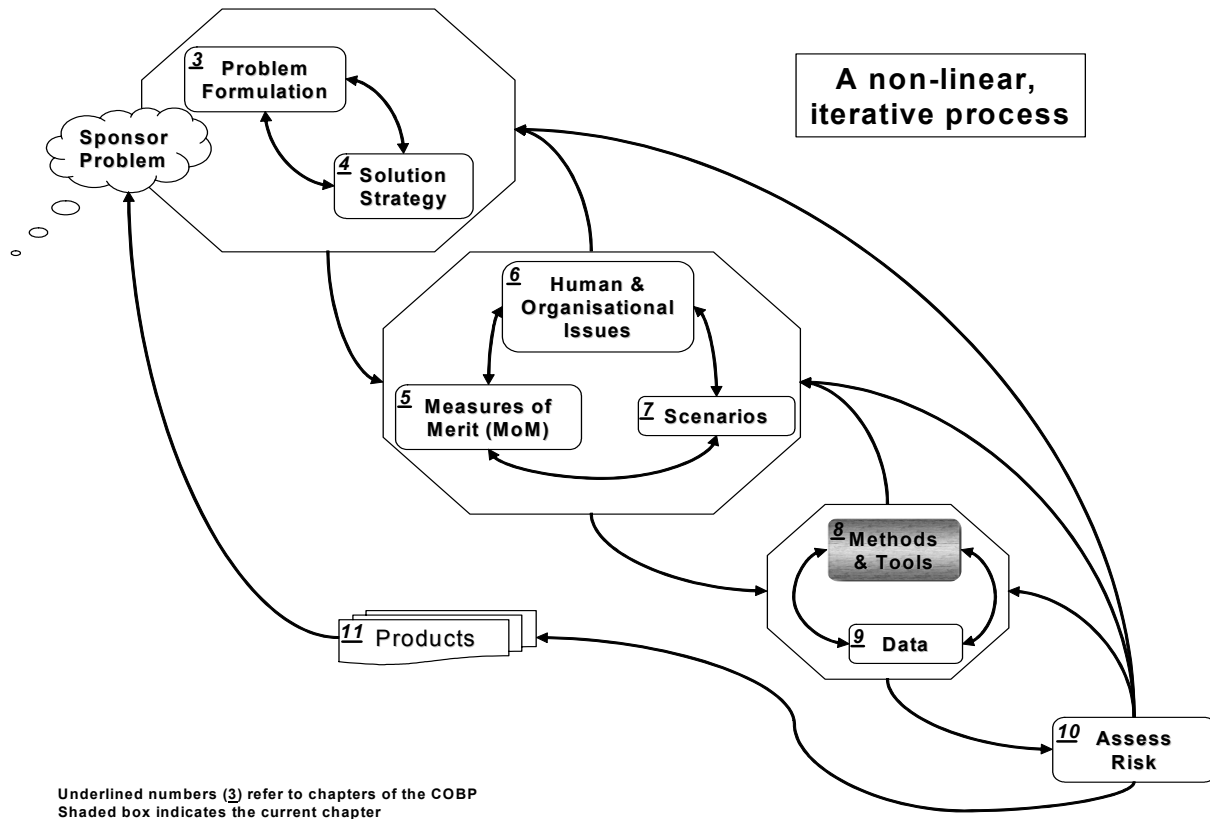 A non-linear,
iterative process
Sponsor
Problem
3
Problem
Formulation
4
Solution
Strategy
6
Human &
Organisational
Issues
5
Measures of
Merit (MoM)
7
Scenarios
8
Methods
& Tools
9
Data
10
Assess
Risk
11
Products
Underlined numbers (3) refer to chapters of the COBP
Shaded box indicates the current chapter